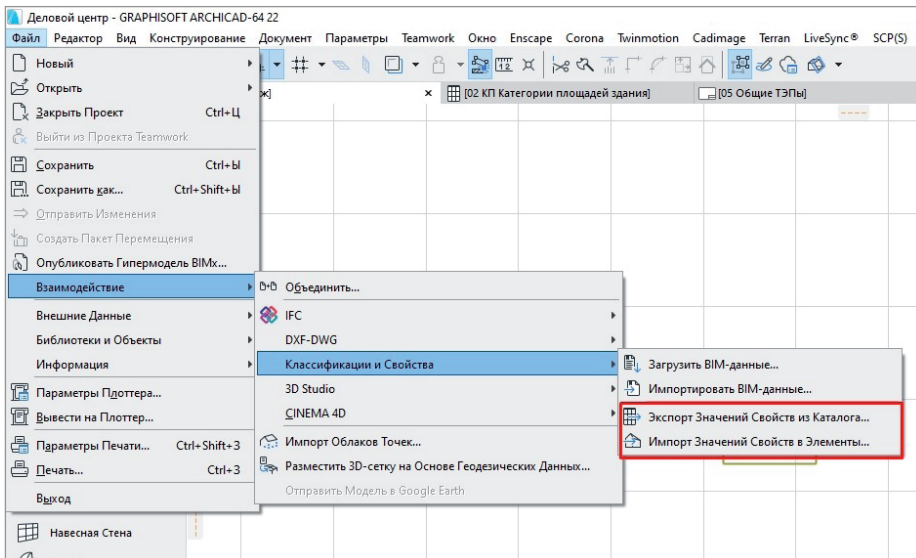 Деловой центр - GRAPHISOFT ARCHICAD-64 22
Файл Редактор Вид Конструирование Документ Параметры Teamwork Окно Enscape Corona Twinmotion Cadimage Terran LiveSync® SCP(S)
Новый
Открыть
Закрыть Проект Ctrl+Ц
Выйти из Проекта Teamwork
Сохранить Ctrl+Ы
Сохранить как... Ctrl+Shift+Ы
Отправить Изменения
Создать Пакет Перемещения
Опубликовать Гипермодель BIMx...
Взаимодействие
Внешние Данные
Библиотеки и Объекты
Информация
Параметры Плоттера...
Вывести на Плоттер...
Параметры Печати... Ctrl+Shift+З
Печать... Ctrl+З
Выход
Навесная Стена
[02 КП Категории площадей здания]
[05 Общие ТЭПы]
Объединить...
IFC
DXF-DWG
Классификации и Свойства
3D Studio
CINEMA 4D
Импорт Облаков Точек...
Разместить 3D-сетку на Основе Геодезических Данных...
Отправить Модель в Google Earth
Загрузить BIM-данные...
Импортировать BIM-данные...
Экспорт Значений Свойств из Каталога...
Импорт Значений Свойств в Элементы...